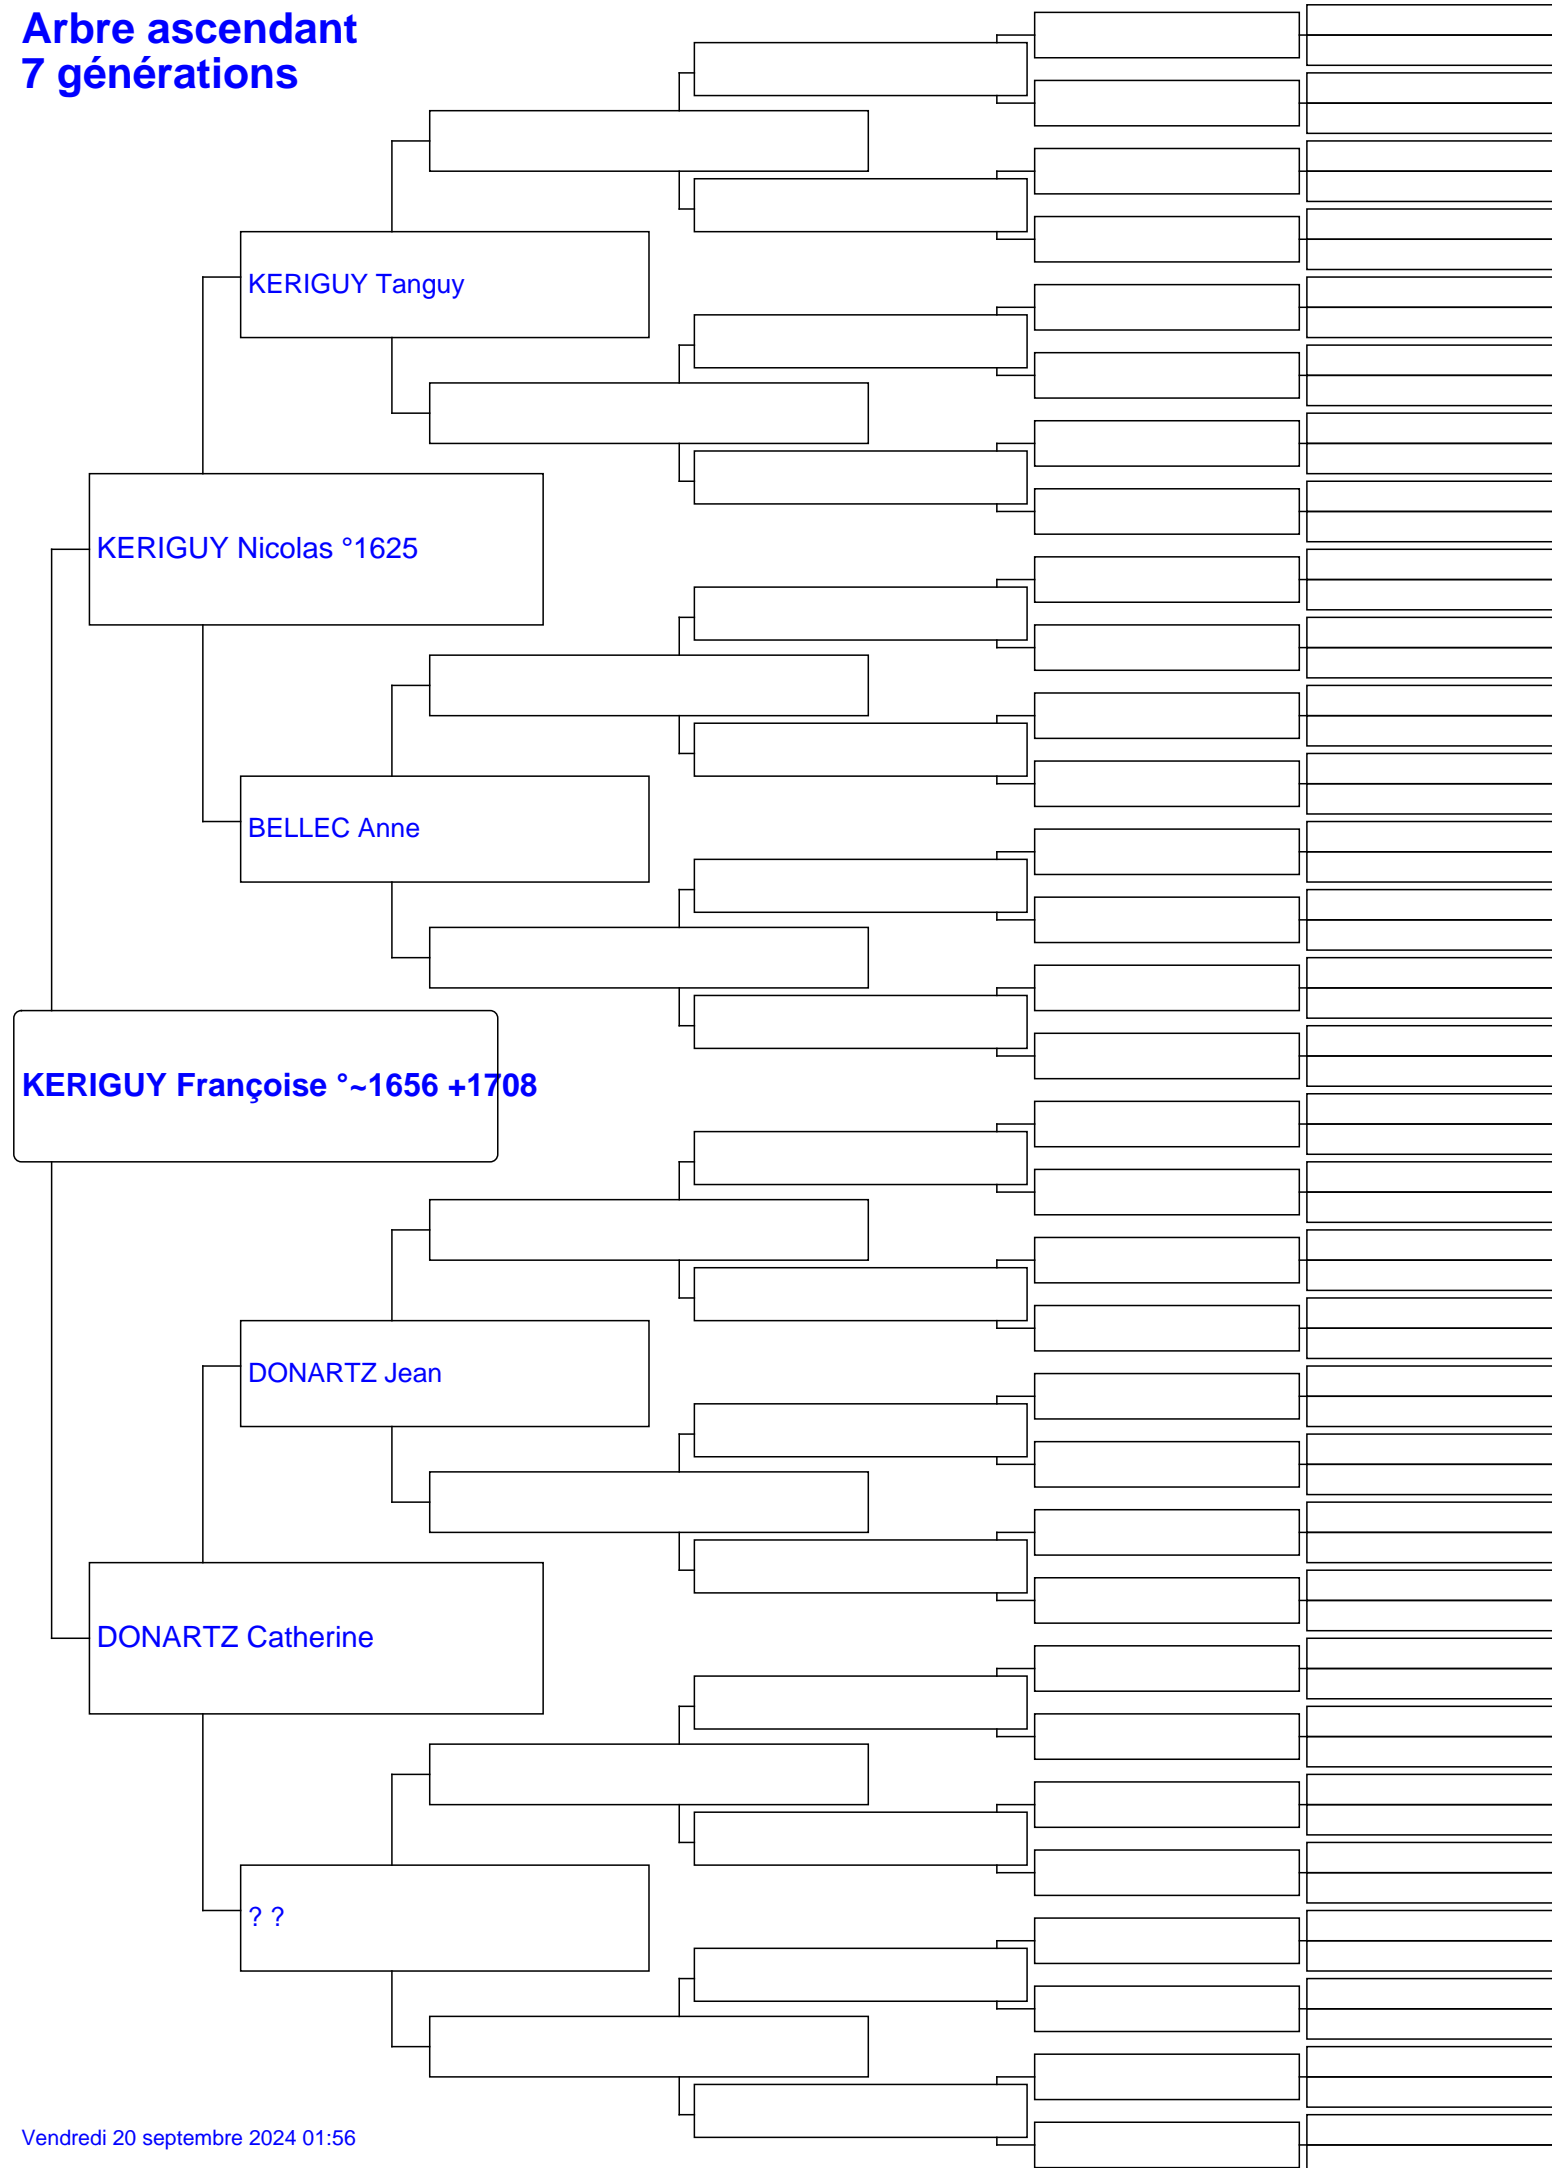 Arbre ascendant
7 générations
KERIGUY Tanguy
KERIGUY Nicolas °1625
BELLEC Anne
KERIGUY Françoise °~1656 +1708
DONARTZ Jean
DONARTZ Catherine
? ?
Vendredi 20 septembre 2024 01:56